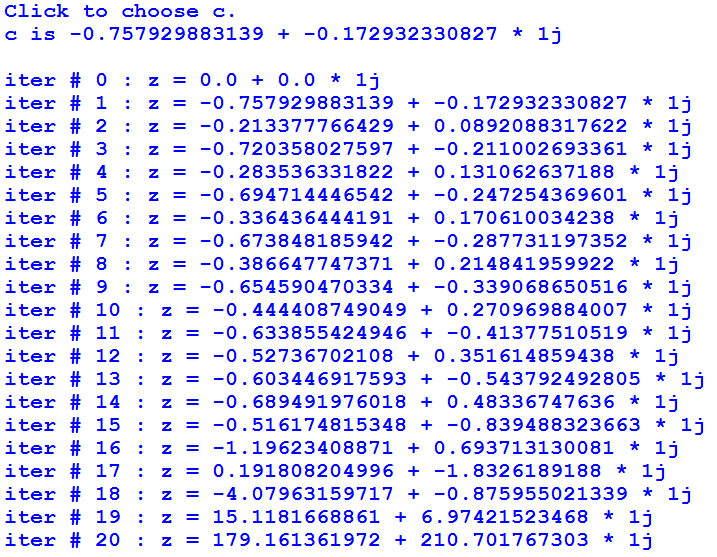 Click to choose c.
c is -0.757929883139 + -0.172932330827 * 1j
iter # 0 : z = 0.0 + 0.0 * 1j
iter # 1 : z = -0.757929883139 + -0.172932330827 * 1j
iter # 2 : z = -0.213377766429 + 0.0892088317622 * 1j
iter # 3 : z = -0.720358027597 + -0.211002693361 * 1j
iter # 4 : z = -0.283536331822 + 0.131062637188 * 1j
iter # 5 : z = -0.694714446542 + -0.247254369601 * 1j
iter # 6 : z = -0.336436444191 + 0.170610034238 * 1j
iter # 7 : z = -0.673848185942 + -0.287731197352 * 1j
iter # 8 : z = -0.386647747371 + 0.214841959922 * 1j
iter # 9 : z = -0.654590470334 + -0.339068650516 * 1j
iter # 10 : z = -0.444408749049 + 0.270969884007 * 1j
iter # 11 : z = -0.633855424946 + -0.41377510519 * 1j
iter # 12 : z = -0.52736702108 + 0.351614859438 * 1j
iter # 13 : z = -0.603446917593 + -0.543792492805 * 1j
iter # 14 : z = -0.689491976018 + 0.48336747636 * 1j
iter # 15 : z = -0.516174815348 + -0.839488323663 * 1j
iter # 16 : z = -1.19623408871 + 0.693713130081 * 1j
iter # 17 : z = 0.191808204996 + -1.8326189188 * 1j
iter # 18 : z = -4.07963159717 + -0.875955021339 * 1j
iter # 19 : z = 15.1181668861 + 6.97421523468 * 1j
iter # 20 : z = 179.161361972 + 210.701767303 * 1j